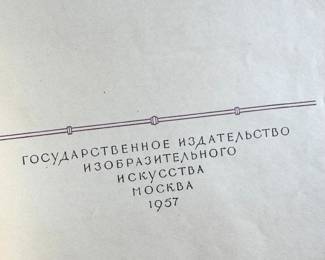 ГОСУДАРСТВЕННОЕ ИЗДАТЕЛЬСТВО
ИЗОБРАЗИТЕЛЬНОГО
ИСКУССТВА
МОСКВА
1957